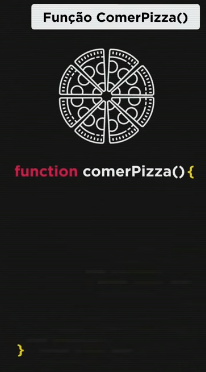 Função ComerPizza()
function comerPizza(){
}